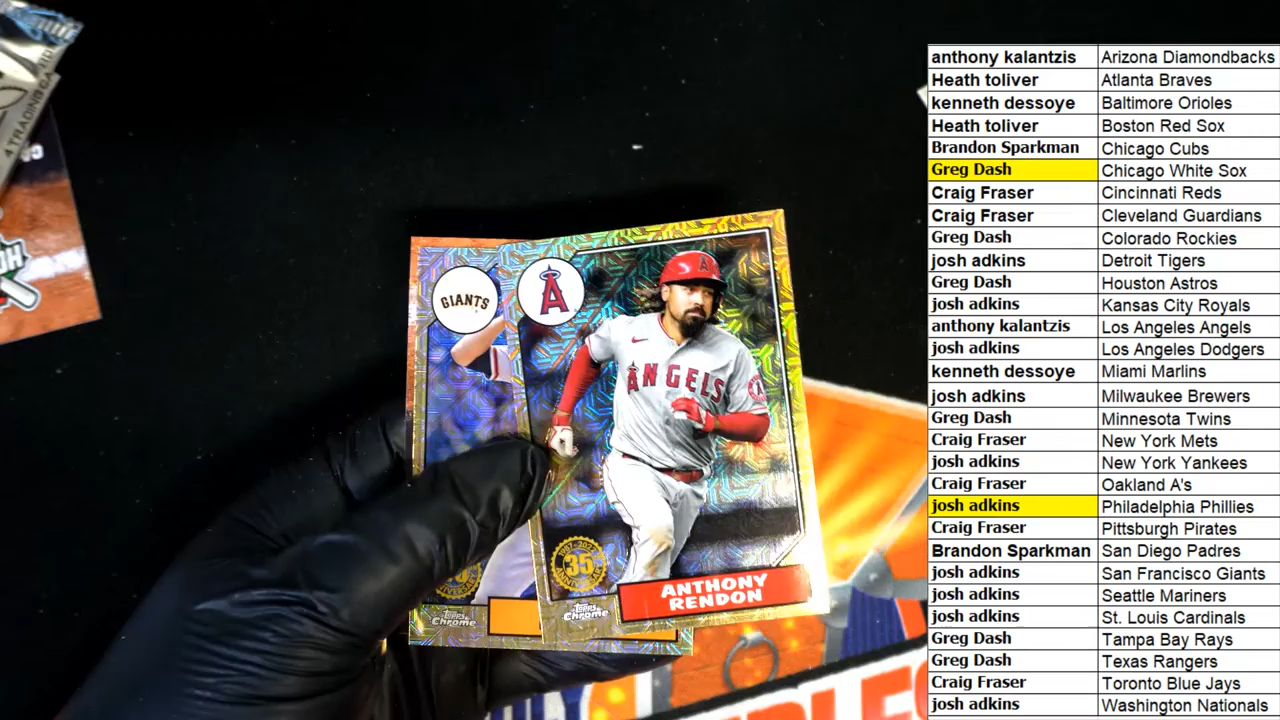 4 TRADING CARDS
GIANTS
A
ANGELS
1987-2022
35
ANNIVERSARY
Topps
Chrome
ANTHONY
RENDON
Topps
Chrome
anthony kalantzis Arizona Diamondbacks
Heath toliver Atlanta Braves
kenneth dessoye Baltimore Orioles
Heath toliver Boston Red Sox
Brandon Sparkman Chicago Cubs
Greg Dash Chicago White Sox
Craig Fraser Cincinnati Reds
Craig Fraser Cleveland Guardians
Greg Dash Colorado Rockies
josh adkins Detroit Tigers
Greg Dash Houston Astros
josh adkins Kansas City Royals
anthony kalantzis Los Angeles Angels
josh adkins Los Angeles Dodgers
kenneth dessoye Miami Marlins
josh adkins Milwaukee Brewers
Greg Dash Minnesota Twins
Craig Fraser New York Mets
josh adkins New York Yankees
Craig Fraser Oakland A's
josh adkins Philadelphia Phillies
Craig Fraser Pittsburgh Pirates
Brandon Sparkman San Diego Padres
josh adkins San Francisco Giants
josh adkins Seattle Mariners
josh adkins St. Louis Cardinals
Greg Dash Tampa Bay Rays
Greg Dash Texas Rangers
Craig Fraser Toronto Blue Jays
josh adkins Washington Nationals